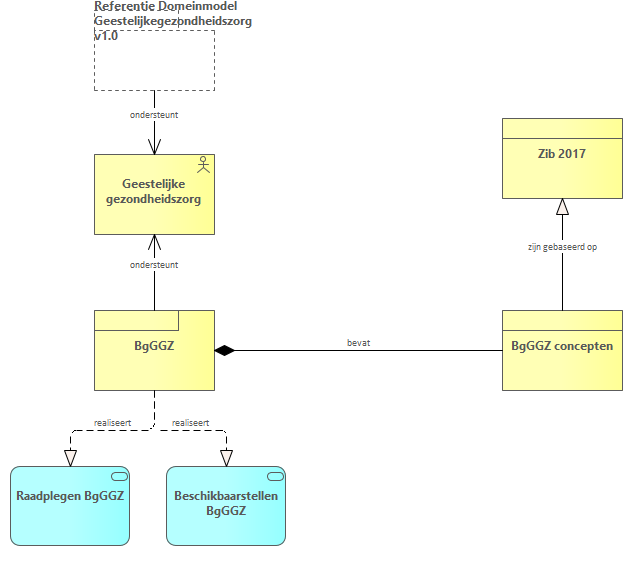 Referentie Domeinmodel
Geestelijkegezondheidszorg
v1.0
ondersteunt
Geestelijke
gezondheidszorg
Zib 2017
zijn gebaseerd op
ondersteunt
BgGGZ
bevat
BgGGZ concepten
realiseert
realiseert
Raadplegen BgGGZ
Beschikbaarstellen
BgGGZ